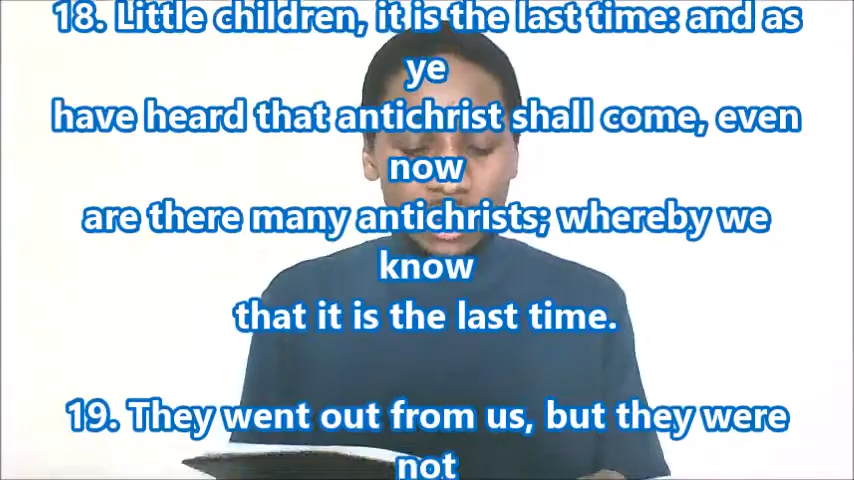 18. Little children, it is the last time: and as
ye
have heard that antichrist shall come, even
now
are there many antichrists; whereby we
know
that it is the last time.
19. They went out from us, but they were
not